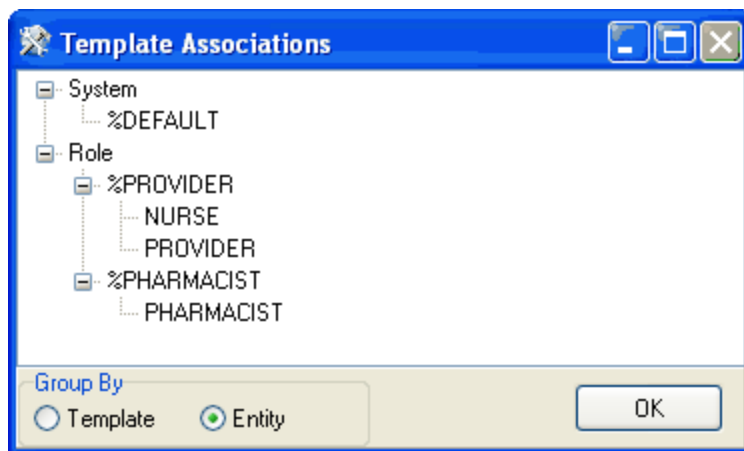 Template Associations
System
%DEFAULT
Role
%PROVIDER
NURSE
PROVIDER
%PHARMACIST
PHARMACIST
Group By
Template Entity OK